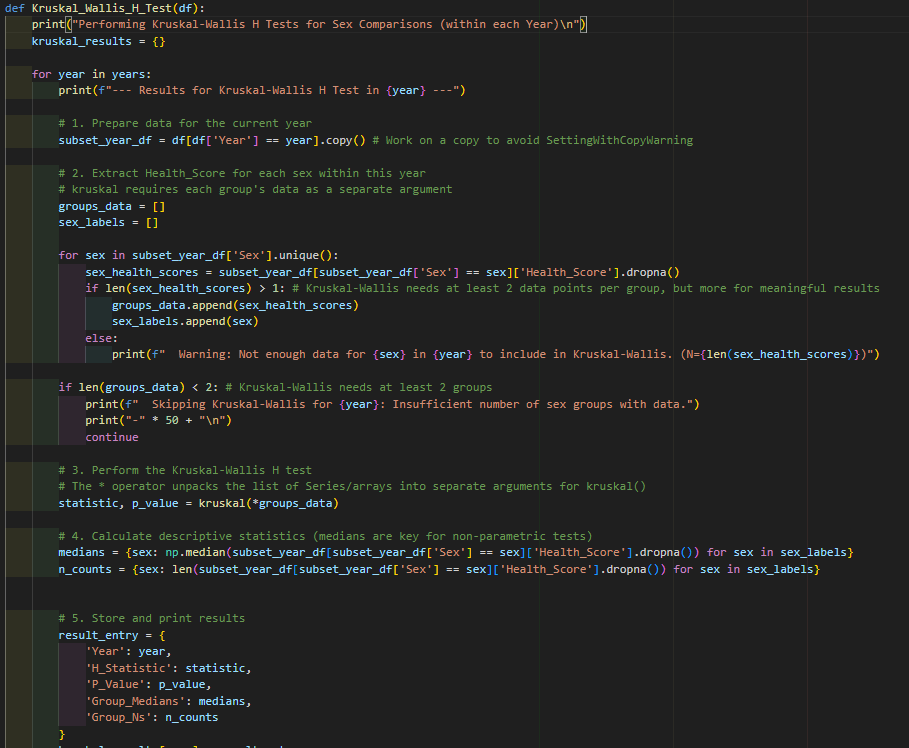 def Kruskal_Wallis_H_Test(df):
    print("Performing Kruskal-Wallis H Tests for Sex Comparisons (within each Year)\n")
    kruskal_results = {}
    for year in years:
        print(f"--- Results for Kruskal-Wallis H Test in {year} ---")
        # 1. Prepare data for the current year
        subset_year_df = df[df['Year'] == year].copy() # Work on a copy to avoid SettingWithCopyWarning
        # 2. Extract Health_Score for each sex within this year
        # kruskal requires each group's data as a separate argument
        groups_data = []
        sex_labels = []
        for sex in subset_year_df['Sex'].unique():
            sex_health_scores = subset_year_df[subset_year_df['Sex'] == sex]['Health_Score'].dropna()
            if len(sex_health_scores) > 1: # Kruskal-Wallis needs at least 2 data points per group, but more for meaningful results
                groups_data.append(sex_health_scores)
                sex_labels.append(sex)
            else:
                print(f"  Warning: Not enough data for {sex} in {year} to include in Kruskal-Wallis. (N={len(sex_health_scores)})")
        if len(groups_data) < 2: # Kruskal-Wallis needs at least 2 groups
            print(f"  Skipping Kruskal-Wallis for {year}: Insufficient number of sex groups with data.")
            print("-" * 50 + "\n")
            continue
        # 3. Perform the Kruskal-Wallis H test
        # The * operator unpacks the list of Series/arrays into separate arguments for kruskal()
        statistic, p_value = kruskal(*groups_data)
        # 4. Calculate descriptive statistics (medians are key for non-parametric tests)
        medians = {sex: np.median(subset_year_df[subset_year_df['Sex'] == sex]['Health_Score'].dropna()) for sex in sex_labels}
        n_counts = {sex: len(subset_year_df[subset_year_df['Sex'] == sex]['Health_Score'].dropna()) for sex in sex_labels}
        # 5. Store and print results
        result_entry = {
            'Year': year,
            'H_Statistic': statistic,
            'P_Value': p_value,
            'Group_Medians': medians,
            'Group_Ns': n_counts
        }